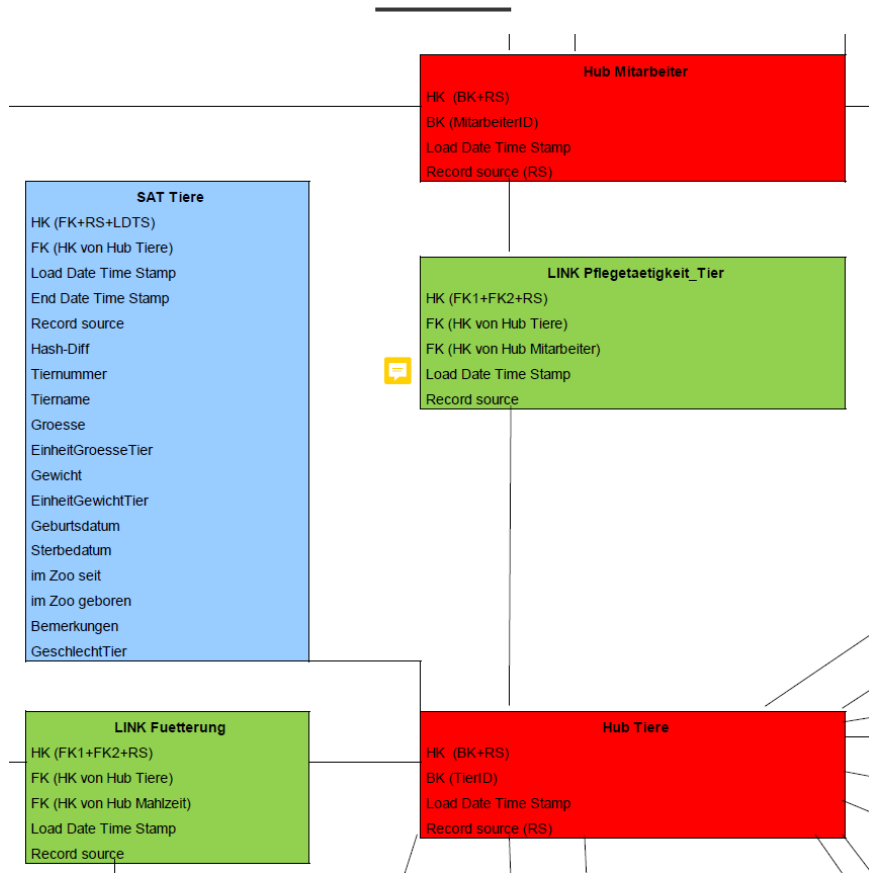 Hub Mitarbeiter
HK (BK+RS)
BK (MitarbeiterID)
Load Date Time Stamp
Record source (RS)
SAT Tiere
HK (FK+RS+LDTS)
FK (HK von Hub Tiere)
Load Date Time Stamp
End Date Time Stamp
Record source
Hash-Diff
Tiernummer
Tiername
Groesse
EinheitGroesseTier
Gewicht
EinheitGewichtTier
Geburtsdatum
Sterbedatum
im Zoo seit
im Zoo geboren
Bemerkungen
GeschlechtTier
LINK Pflegetaetigkeit_Tier
HK (FK1+FK2+RS)
FK (HK von Hub Tiere)
FK (HK von Hub Mitarbeiter)
Load Date Time Stamp
Record source
LINK Fuetterung
HK (FK1+FK2+RS)
FK (HK von Hub Tiere)
FK (HK von Hub Mahlzeit)
Load Date Time Stamp
Record source
Hub Tiere
HK (BK+RS)
BK (TierID)
Load Date Time Stamp
Record source (RS)